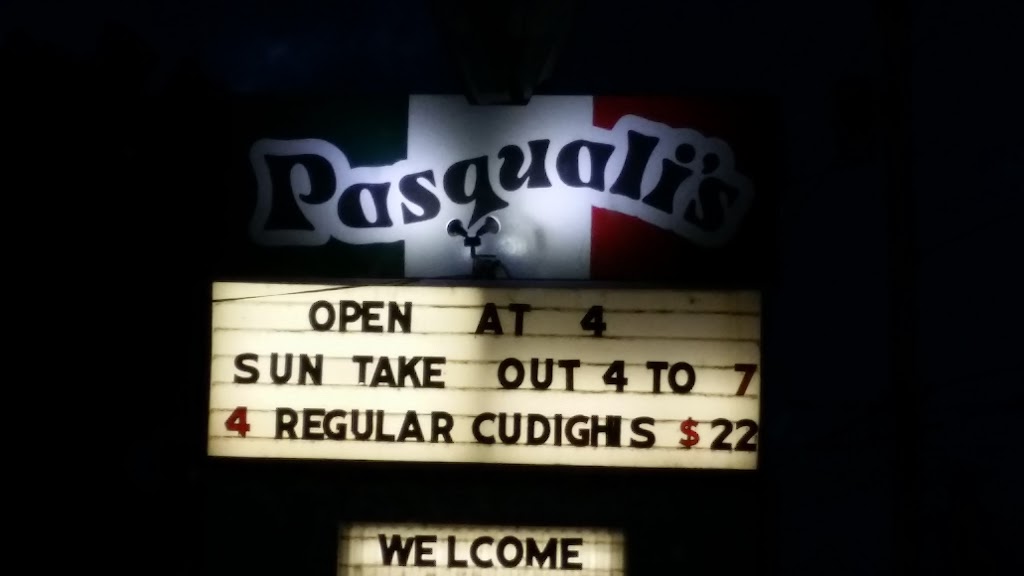 Pasquali's
OPEN AT 4
SUN TAKE OUT 4 TO 7
4 REGULAR CUDIGHIS $22
WELCOME